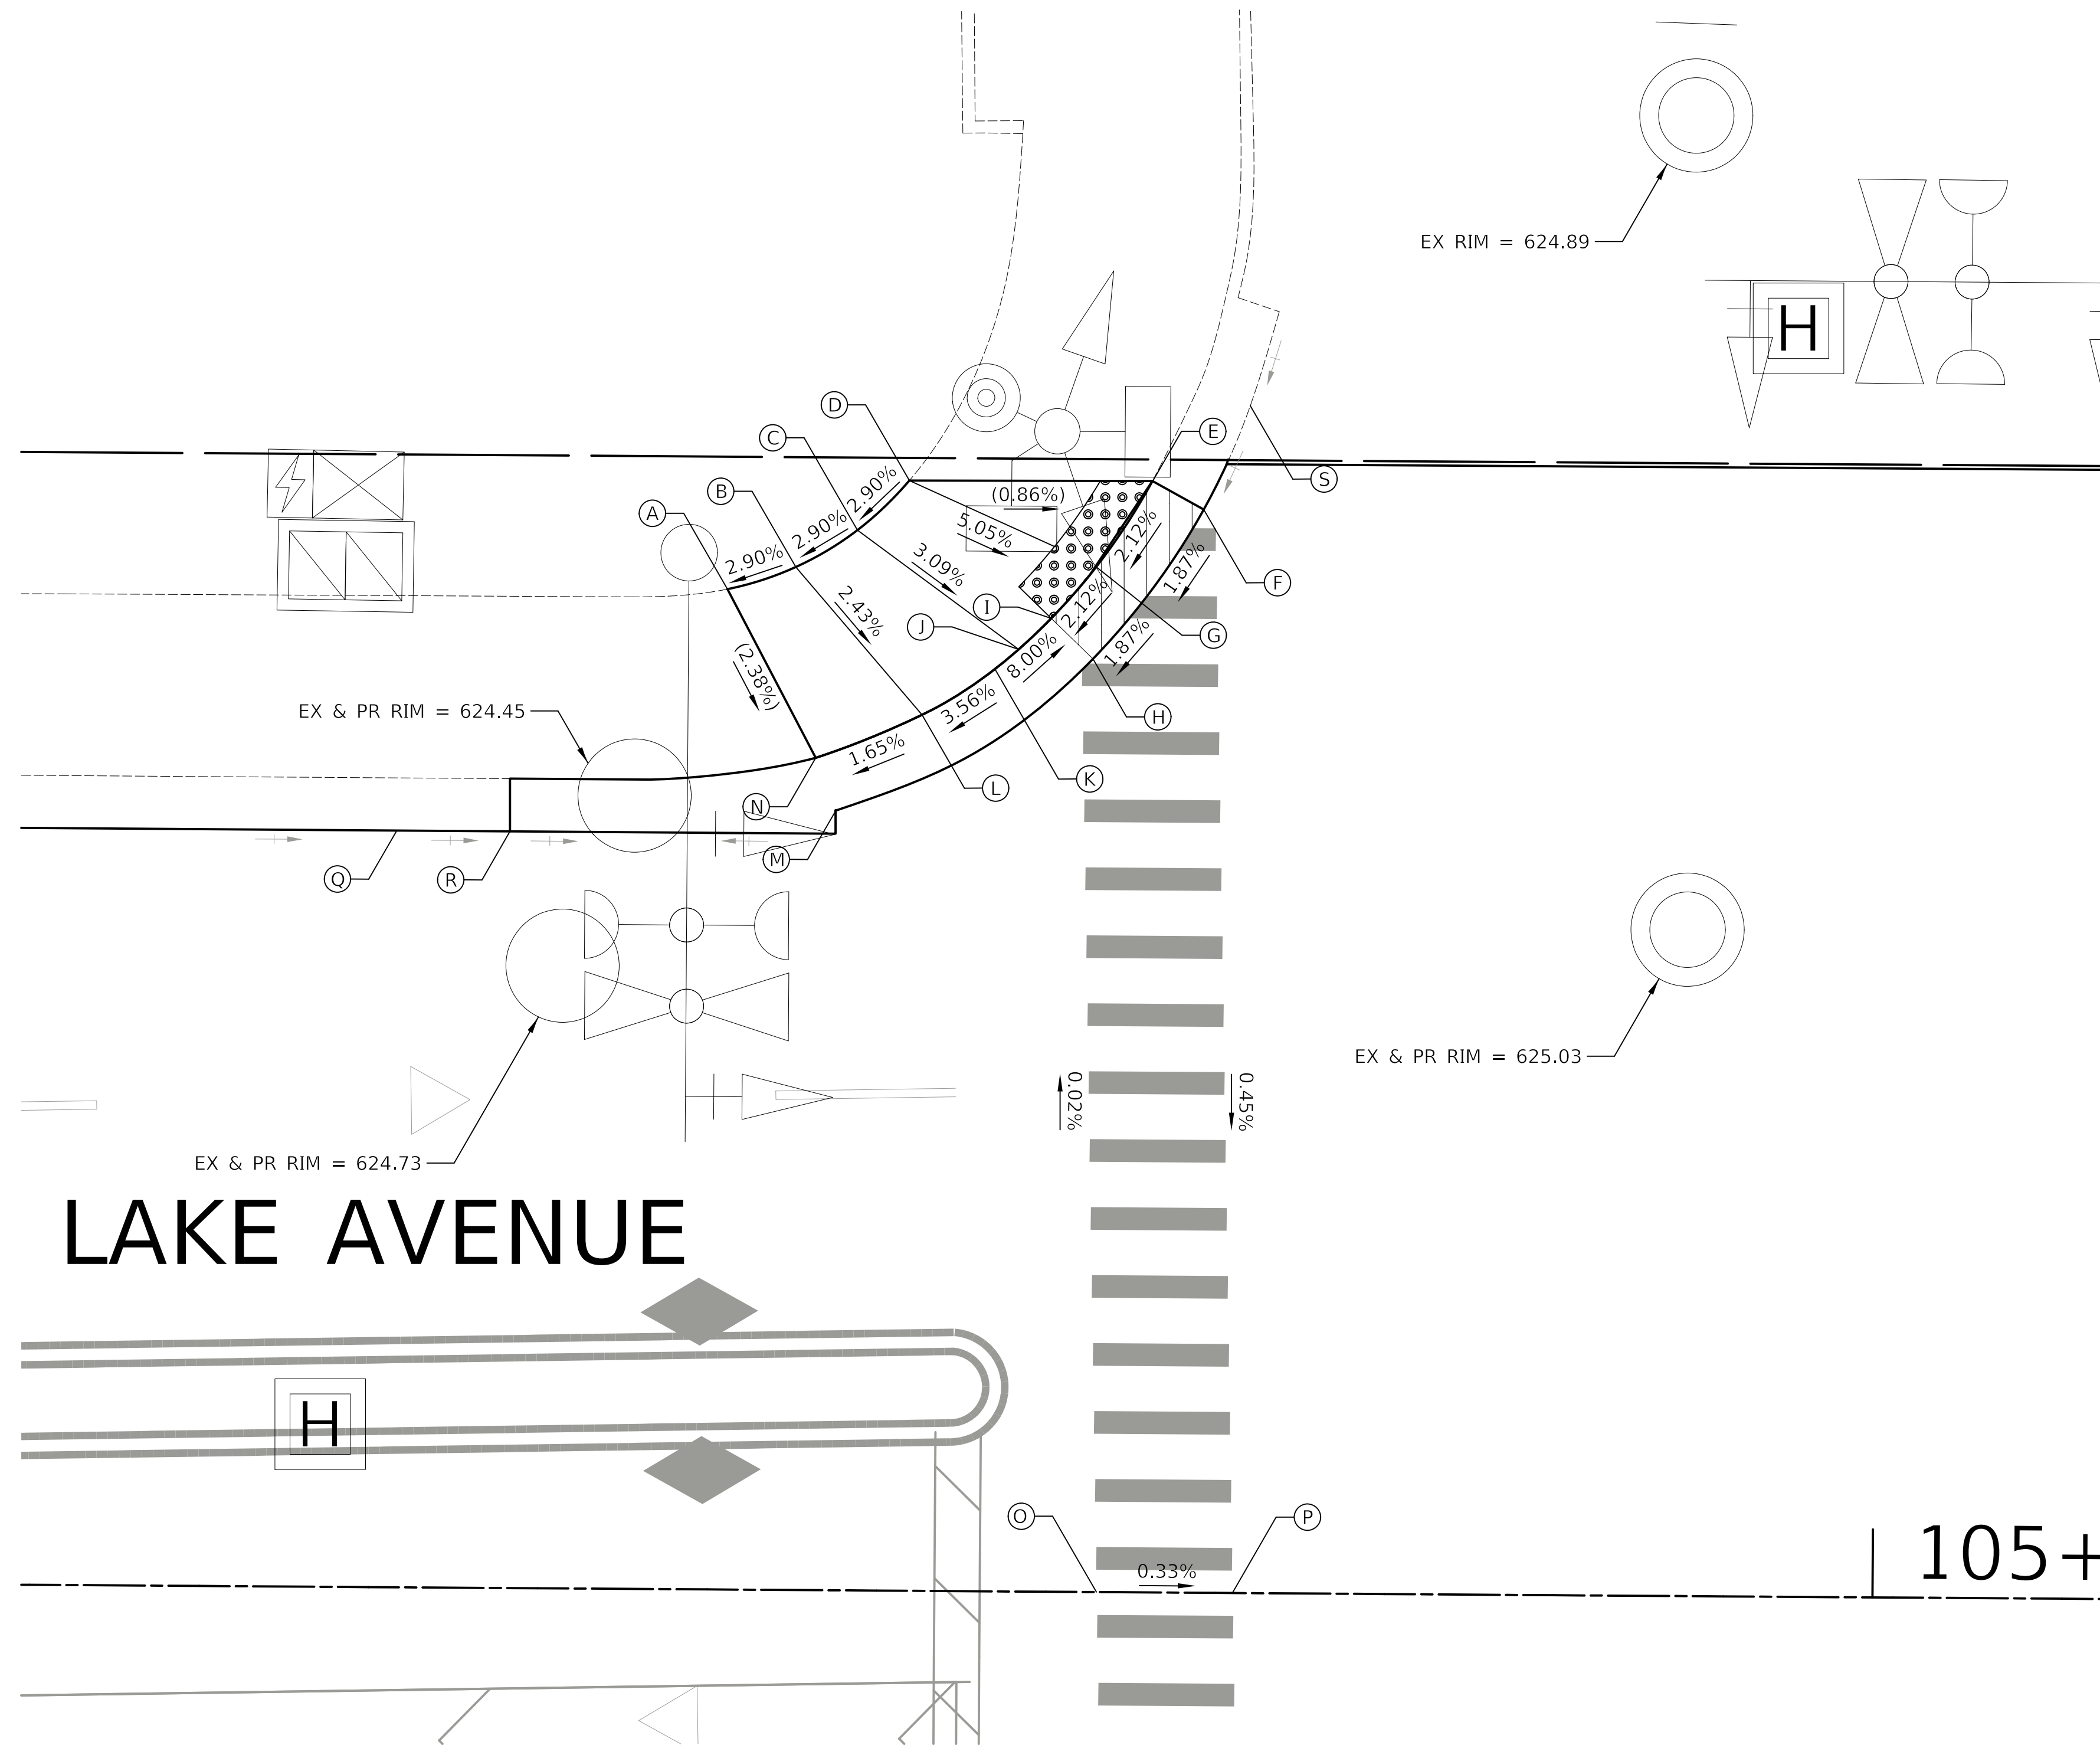 EX RIM = 624.89
H
D
E
C
S
B
(0.86%)
2.90%
A
5.05%
2.12%
2.90%
2.90%
3.09%
1.87%
F
2.43%
I
2.12%
J
G
8.00%
1.87%
(2.38%)
3.56%
H
EX & PR RIM = 624.45
1.65%
K
L
N
M
Q
R
EX & PR RIM = 625.03
0.02%
0.45%
EX & PR RIM = 624.73
LAKE AVENUE
H
O
P
0.33%
105+